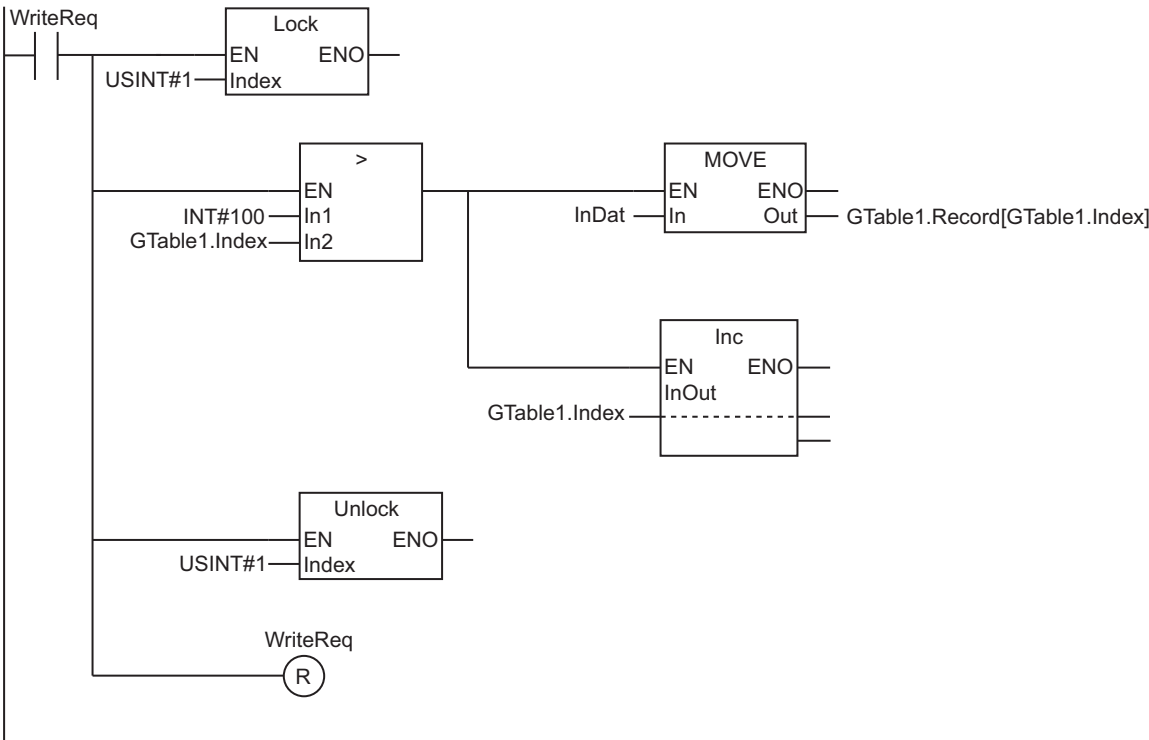 WriteReq
Lock
EN ENO
USINT#1 Index
>
EN
INT#100 In1
GTable1.Index In2
MOVE
EN ENO
InDat In Out GTable1.Record[GTable1.Index]
Inc
EN ENO
InOut
GTable1.Index
Unlock
EN ENO
USINT#1 Index
WriteReq
R